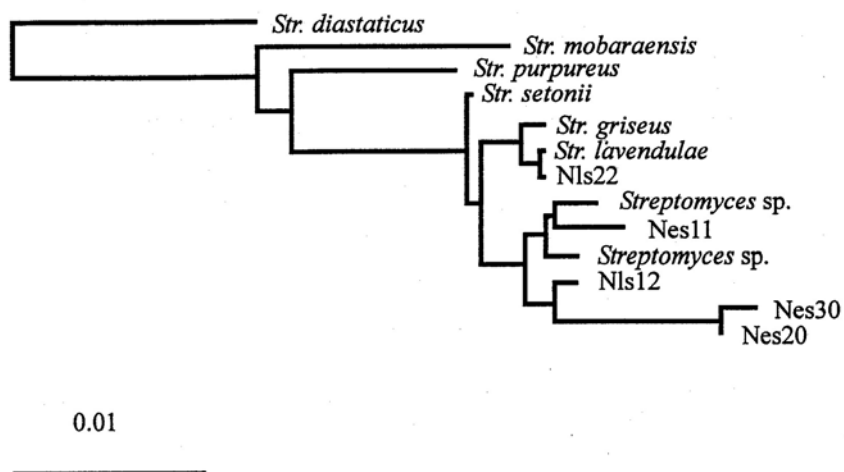 Str. diastaticus
Str. mobaraensis
Str. purpureus
Str. setonii
Str. griseus
Str. lavendulae
Nls22
Streptomyces sp.
Nes11
Streptomyces sp.
Nls12
Nes30
Nes20
0.01